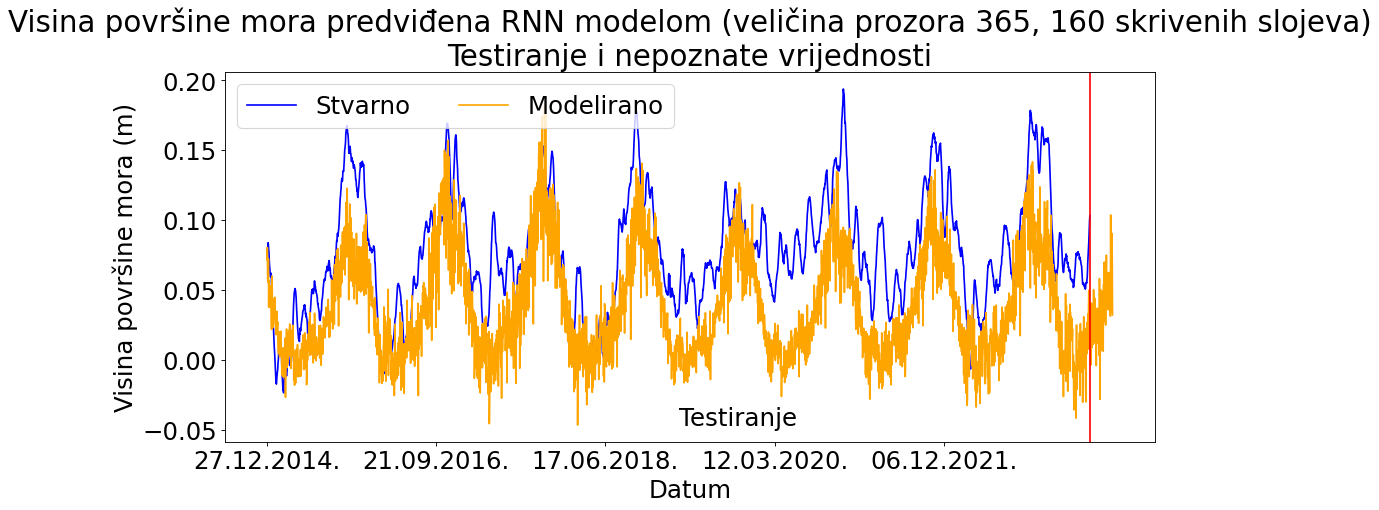 Visina površine mora predviđena RNN modelom (veličina prozora 365, 160 skrivenih slojeva)
Testiranje i nepoznate vrijednosti
Stvarno Modelirano
Visina površine mora (m)
0.20
0.15
0.10
0.05
0.00
−0.05
Testiranje
27.12.2014. 21.09.2016. 17.06.2018. 12.03.2020. 06.12.2021.
Datum